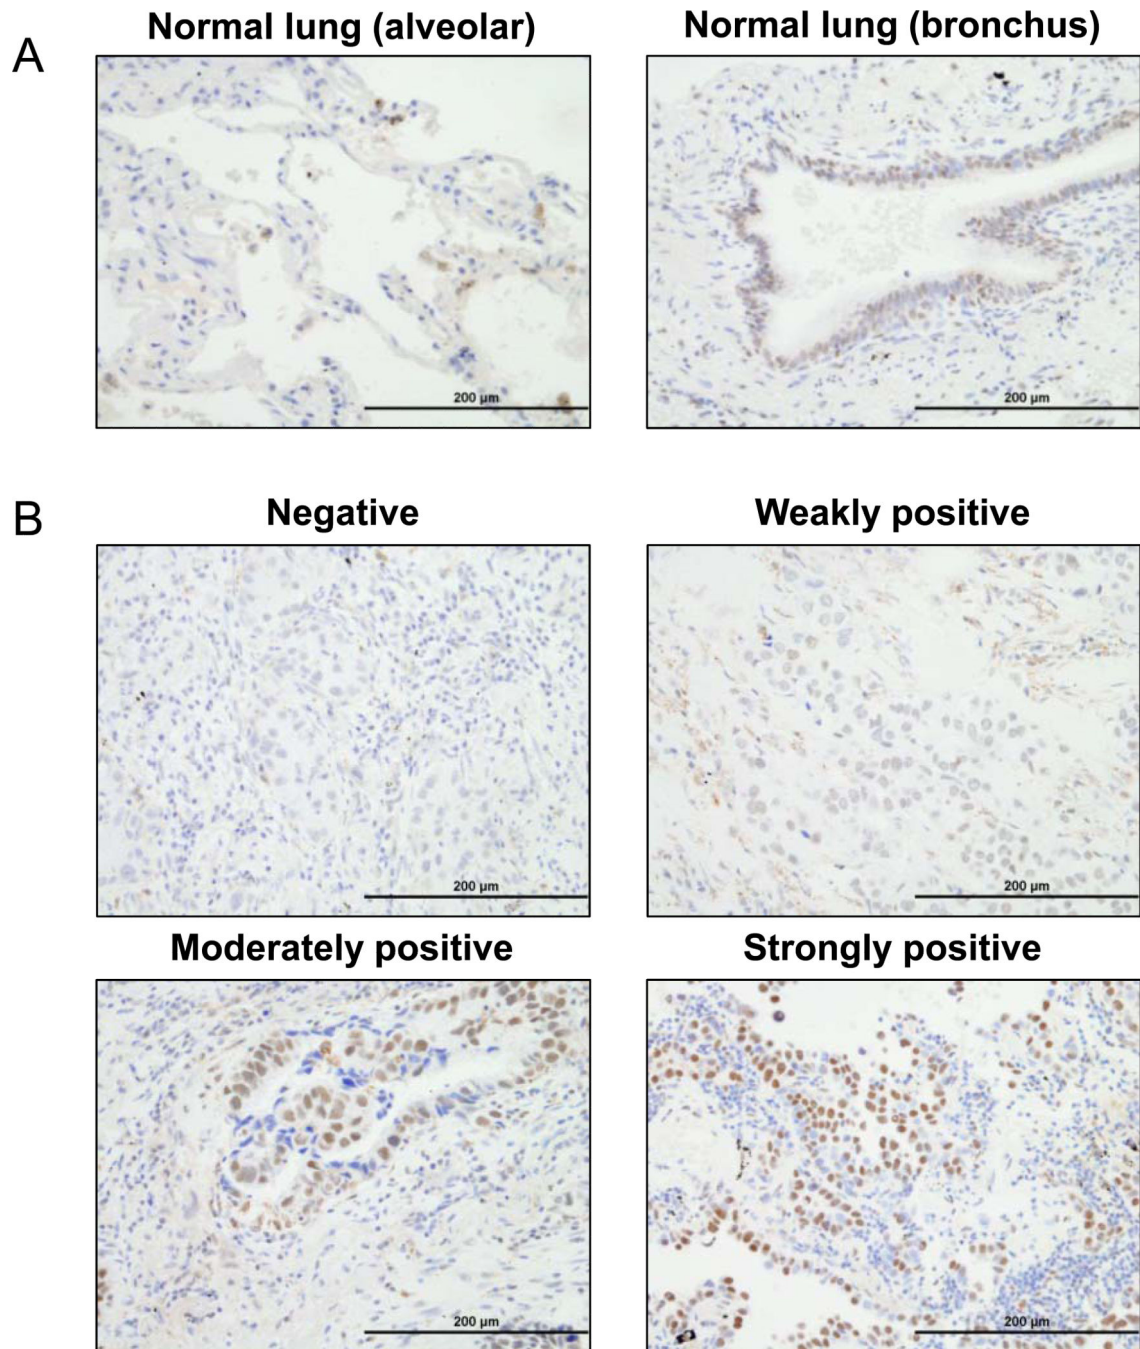 A
Normal lung (alveolar)
Normal lung (bronchus)
200 µm
200 µm
B
Negative
Weakly positive
200 µm
200 µm
Moderately positive
Strongly positive
200 µm
200 µm